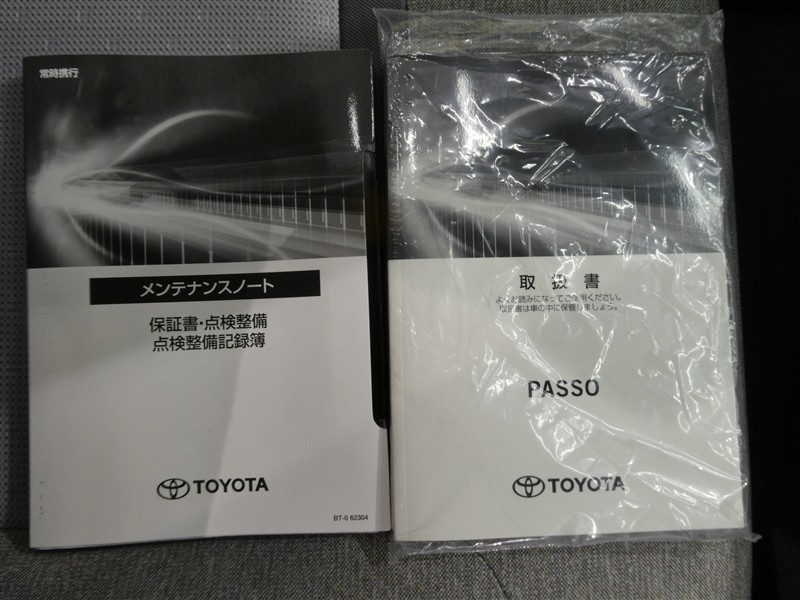 常時携行
メンテナンスノート
保証書・点検整備
点検整備記録簿
TOYOTA
BT-0 62304
取扱書
よくお読みになってご使用ください。
取扱書は車の中に保管しましょう。
PASSO
TOYOTA